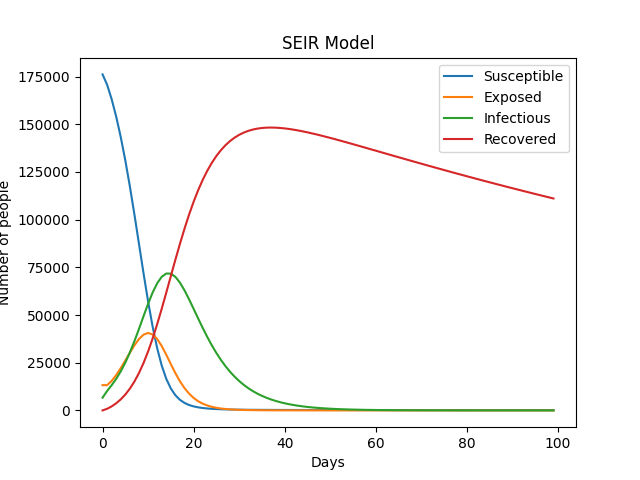 SEIR Model
Number of people
175000
150000
125000
100000
75000
50000
25000
0
Susceptible
Exposed
Infectious
Recovered
0 20 40 60 80 100
Days